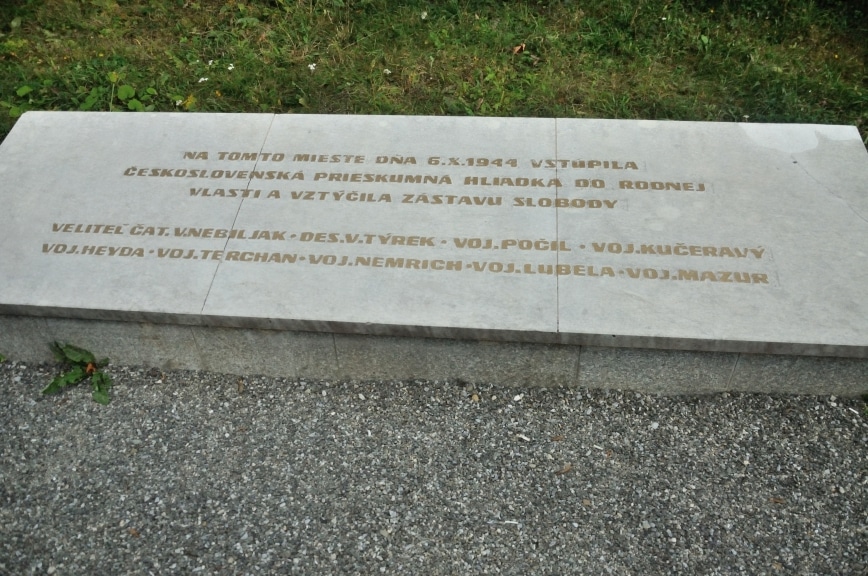 NA TOMTO MIESTE DŇA 6.X.1944 VSTÚPILA
ČESKOSLOVENSKÁ PRIESKUMNÁ HLIADKA DO RODNEJ
VLASTI A VZTÝČILA ZÁSTAVU SLOBODY
VELITEĽ ČAT.V.NEBILJAK·DES.V.TÝREK·VOJ.POČIL·VOJ.KUČERAVÝ
VOJ.HEYDA·VOJ.TERCHAN·VOJ.NEMRICH·VOJ.LUBELA·VOJ.MAZUR